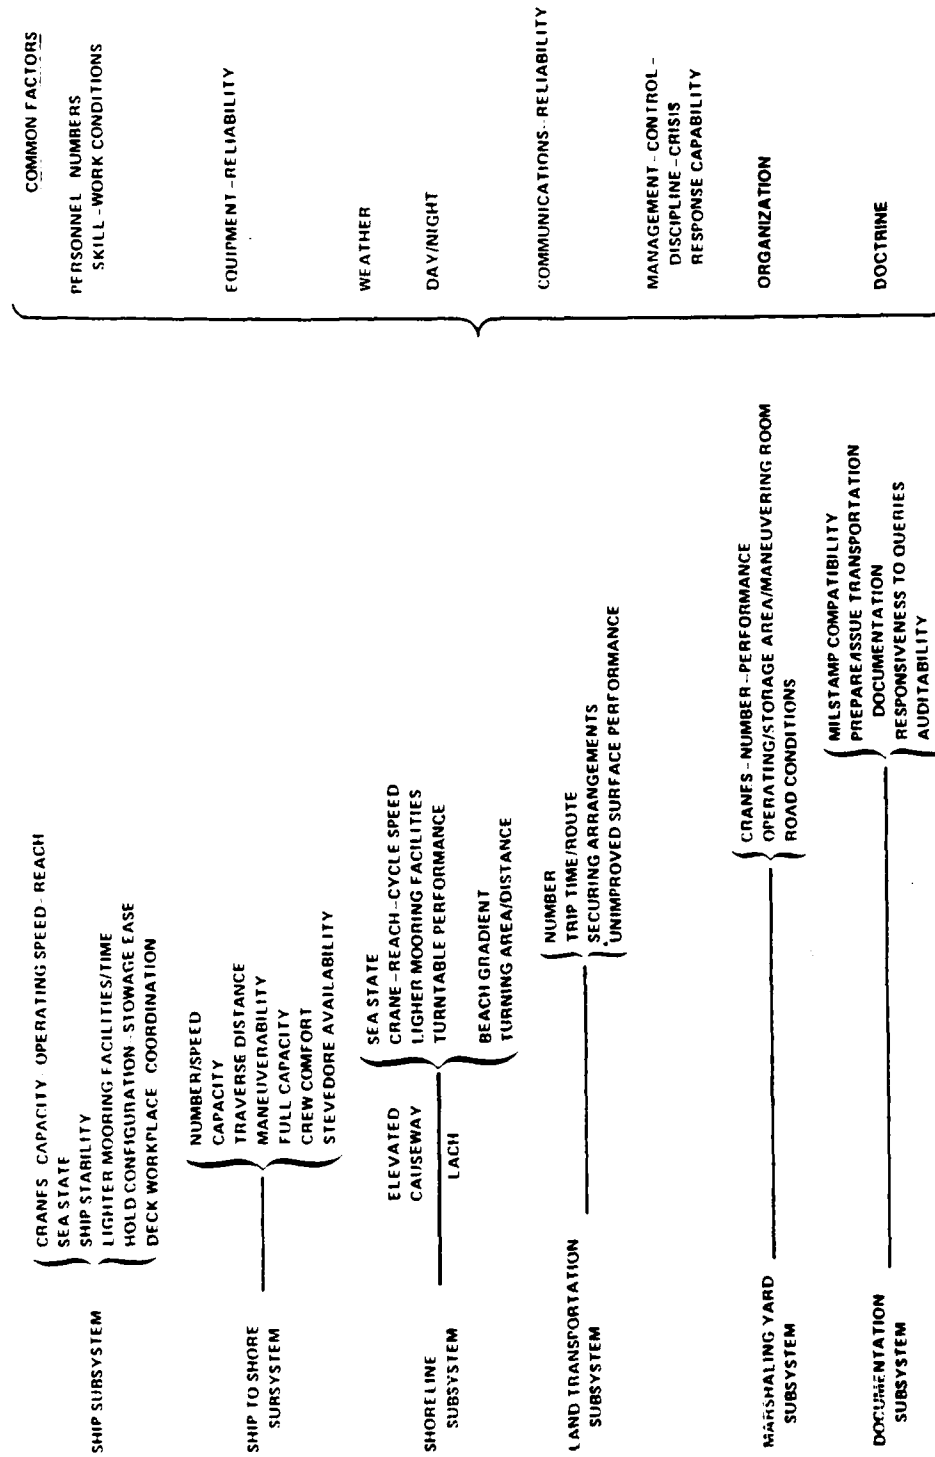 SHIP SUBSYSTEM
CRANES CAPACITY - OPERATING SPEED - REACH
SEA STATE
SHIP STABILITY
LIGHTER MOORING FACILITIES/TIME
HOLD CONFIGURATION - STOWAGE EASE
DECK WORKPLACE COORDINATION
SHIP TO SHORE
SUBSYSTEM
NUMBER/SPEED
CAPACITY
TRAVERSE DISTANCE
MANEUVERABILITY
FULL CAPACITY
CREW COMFORT
STEVEDORE AVAILABILITY
SHORELINE
SUBSYSTEM
ELEVATED
CAUSEWAY
LACH
SEA STATE
CRANE - REACH - CYCLE SPEED
LIGHER MOORING FACILITIES
TURNTABLE PERFORMANCE
BEACH GRADIENT
TURNING AREA/DISTANCE
LAND TRANSPORTATION
SUBSYSTEM
NUMBER
TRIP TIME/ROUTE
SECURING ARRANGEMENTS
UNIMPROVED SURFACE PERFORMANCE
MARSHALING YARD
SUBSYSTEM
CRANES - NUMBER - PERFORMANCE
OPERATING/STORAGE AREA/MANEUVERING ROOM
ROAD CONDITIONS
DOCUMENTATION
SUBSYSTEM
MILSTAMP COMPATIBILITY
PREPARE/ISSUE TRANSPORTATION
DOCUMENTATION
RESPONSIVENESS TO QUERIES
AUDITABILITY
COMMON FACTORS
PERSONNEL NUMBERS
SKILL - WORK CONDITIONS
EQUIPMENT - RELIABILITY
WEATHER
DAY/NIGHT
COMMUNICATIONS - RELIABILITY
MANAGEMENT - CONTROL -
DISCIPLINE - CRISIS
RESPONSE CAPABILITY
ORGANIZATION
DOCTRINE